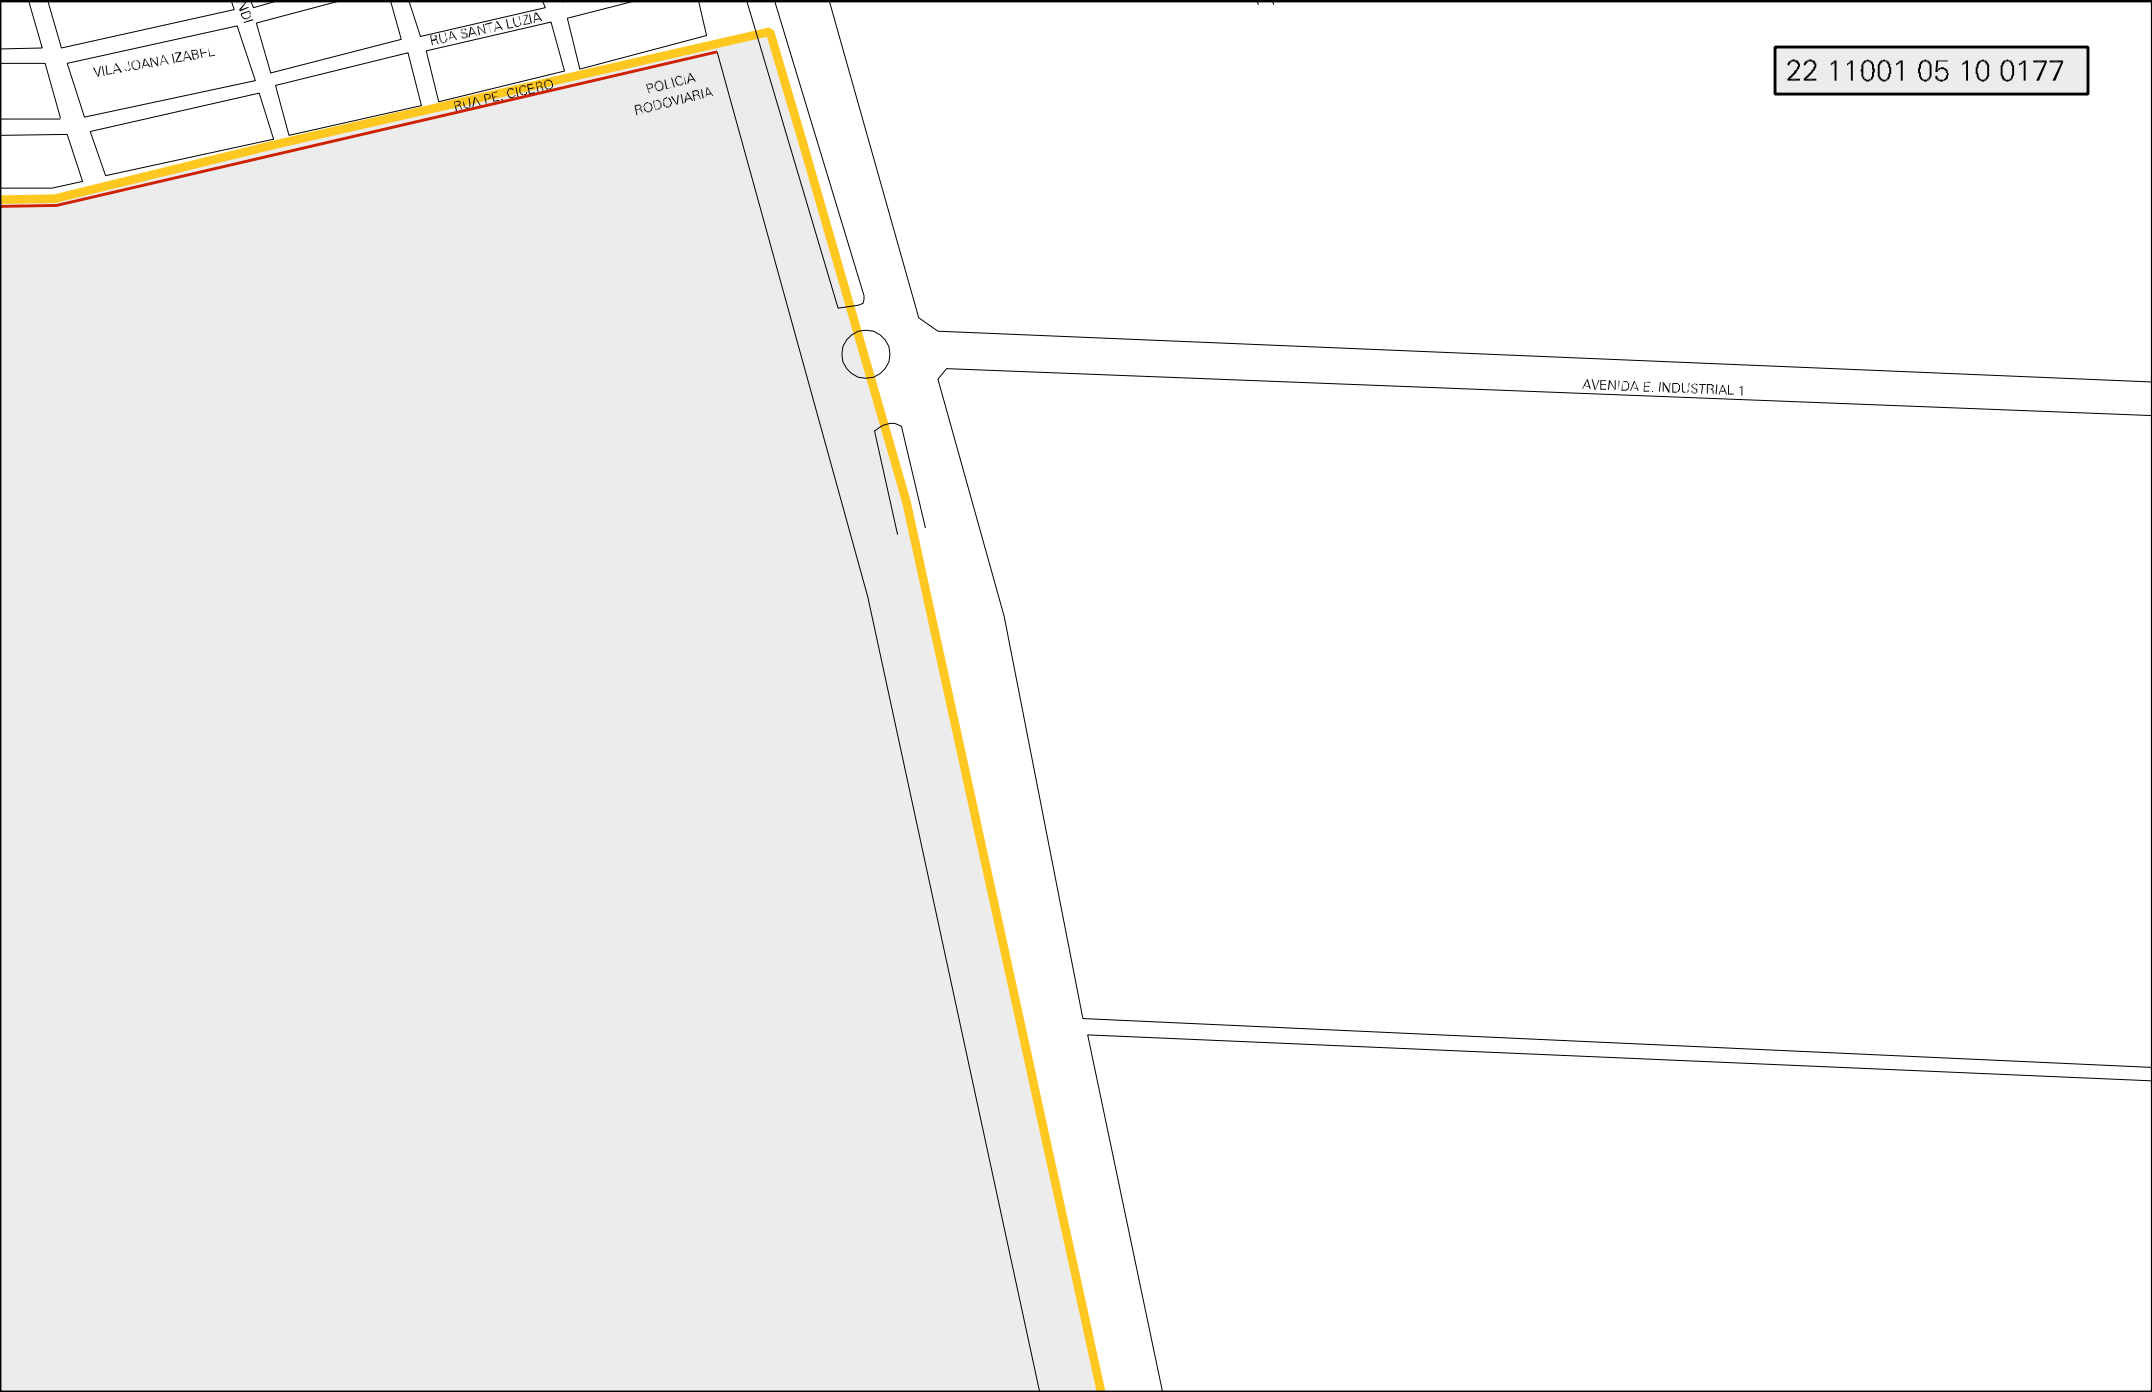 RUA SANTA LUZIA
VILA JOANA IZABEL
RUA PE. CICERO
POLICIA
RODOVIARIA
22 11001 05 10 0177
AVENIDA E. INDUSTRIAL 1